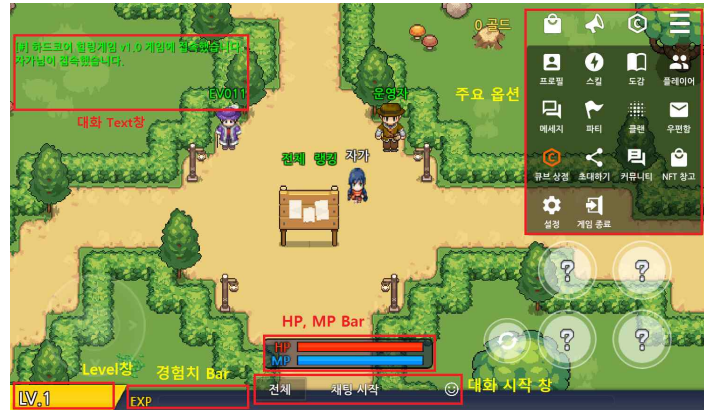 0 골드
[#] 하드코어 힐링게임 v1.0 게임에 접속했습니다.
자가님이 접속했습니다.
대화 Text창
EV011
운영자
주요 옵션
프로필
스킬
도감
플레이어
메세지
파티
클랜
우편함
큐브 상점
초대하기
커뮤니티
NFT 창고
설정
게임 종료
전체 랭킹
자가
HP, MP Bar
HP
MP
Level창
경험치 Bar
LV.1
EXP
전체
채팅 시작
대화 시작 창